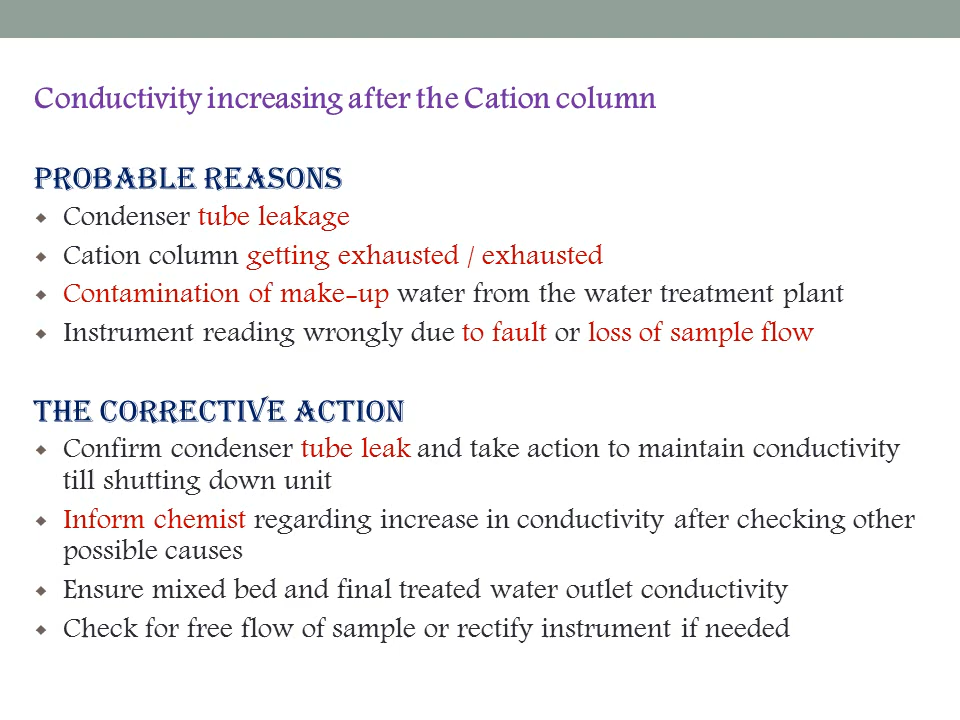 Conductivity increasing after the Cation column
PROBABLE REASONS
Condenser tube leakage
Cation column getting exhausted / exhausted
Contamination of make-up water from the water treatment plant
Instrument reading wrongly due to fault or loss of sample flow
THE CORRECTIVE ACTION
Confirm condenser tube leak and take action to maintain conductivity
till shutting down unit
Inform chemist regarding increase in conductivity after checking other
possible causes
Ensure mixed bed and final treated water outlet conductivity
Check for free flow of sample or rectify instrument if needed